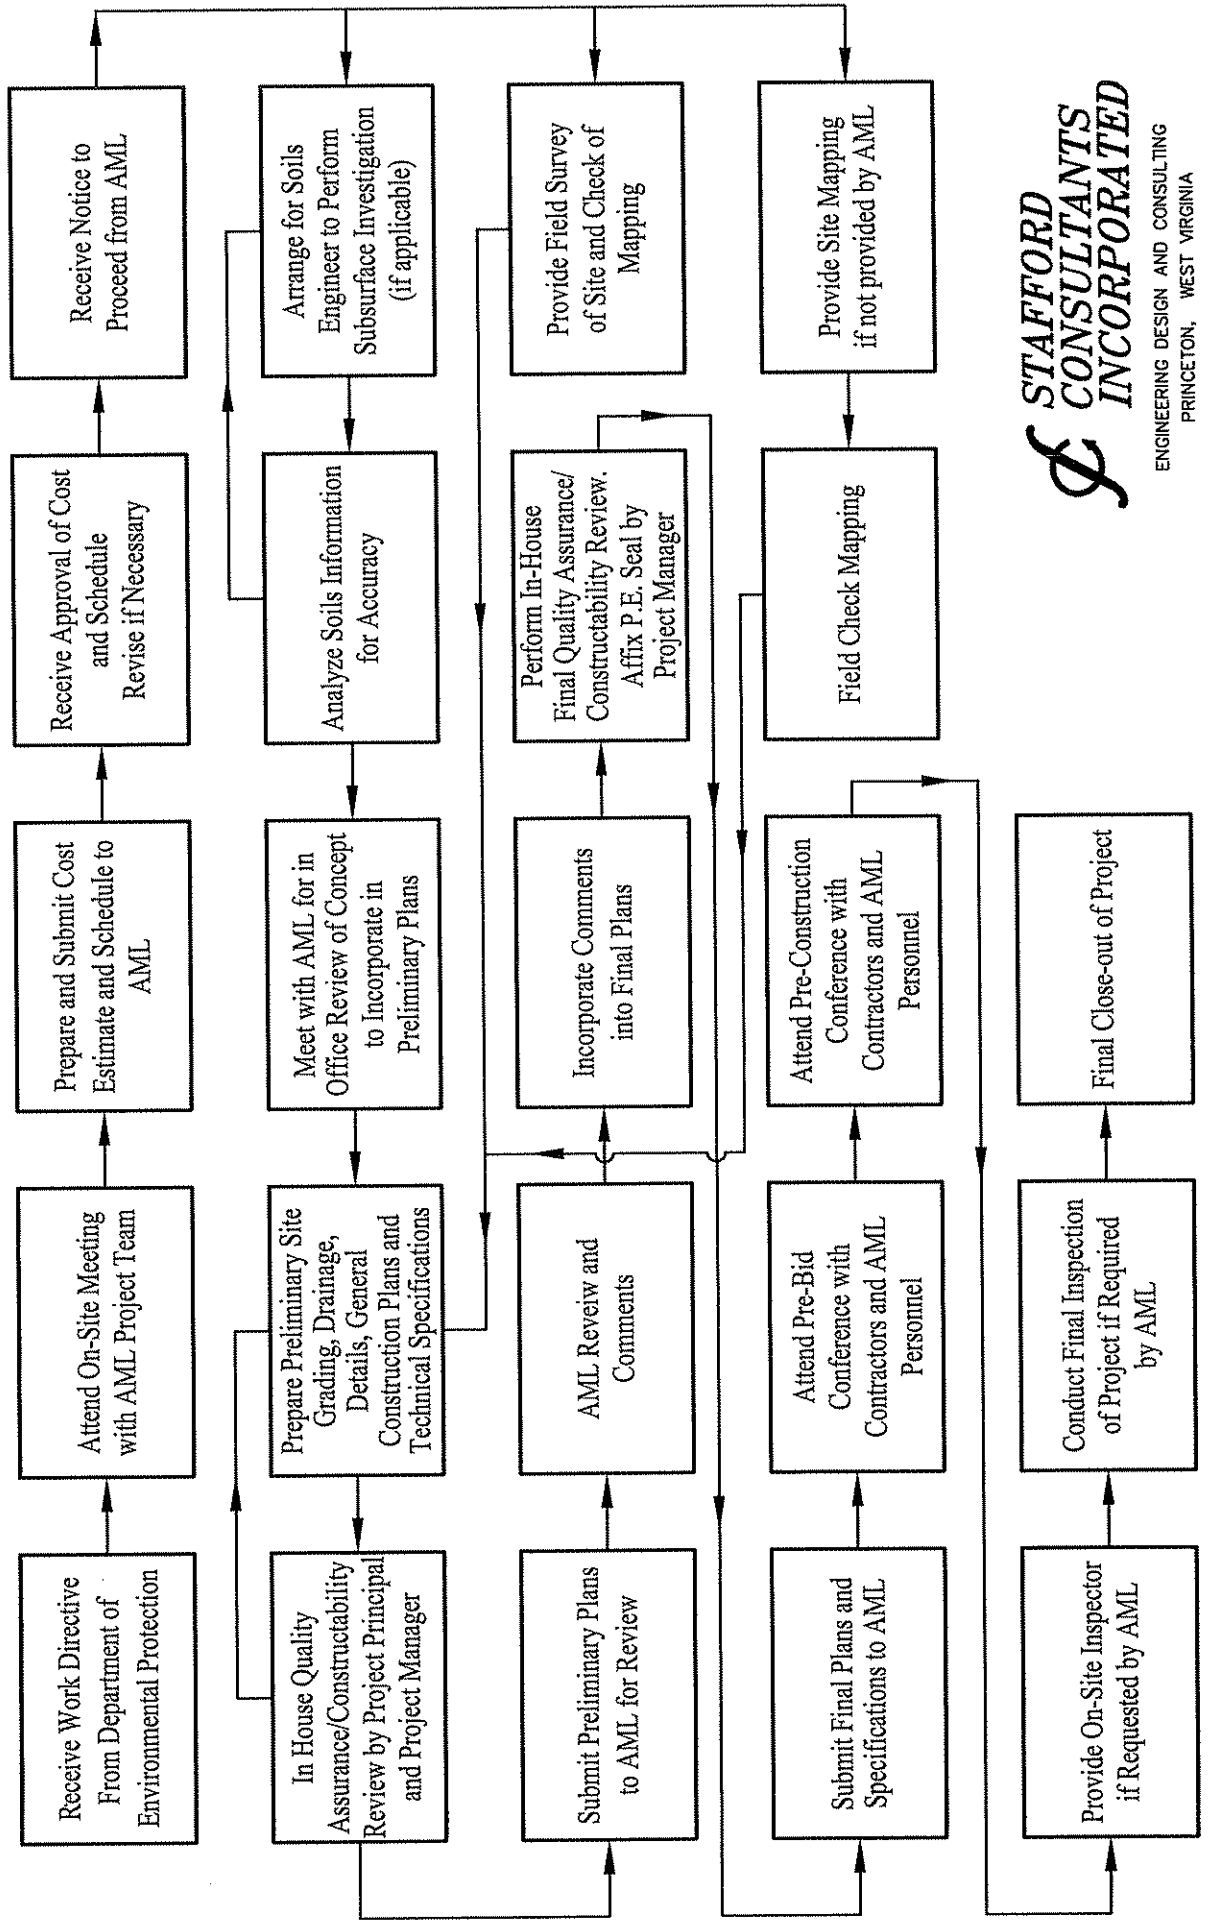 Receive Work Directive
From Department of
Environmental Protection
Attend On-Site Meeting
with AML Project Team
Prepare and Submit Cost
Estimate and Schedule to
AML
Receive Approval of Cost
and Schedule
Revise if Necessary
Receive Notice to
Proceed from AML
In House Quality
Assurance/Constructability
Review by Project Principal
and Project Manager
Prepare Preliminary Site
Grading, Drainage,
Details, General
Construction Plans and
Technical Specifications
Meet with AML for in
Office Review of Concept
to Incorporate in
Preliminary Plans
Analyze Soils Information
for Accuracy
Arrange for Soils
Engineer to Perform
Subsurface Investigation
(if applicable)
Submit Preliminary Plans
to AML for Review
AML Reveiw and
Comments
Incorporate Comments
into Final Plans
Perform In-House
Final Quality Assurance/
Constructability Review.
Affix P.E. Seal by
Project Manager
Provide Field Survey
of Site and Check of
Mapping
Submit Final Plans and
Specifications to AML
Attend Pre-Bid
Conference with
Contractors and AML
Personnel
Attend Pre-Construction
Conference with
Contractors and AML
Personnel
Field Check Mapping
Provide Site Mapping
if not provided by AML
Provide On-Site Inspector
if Requested by AML
Conduct Final Inspection
of Project if Required
by AML
Final Close-out of Project
STAFFORD
CONSULTANTS
INCORPORATED
ENGINEERING DESIGN AND CONSULTING
PRINCETON, WEST VIRGINIA